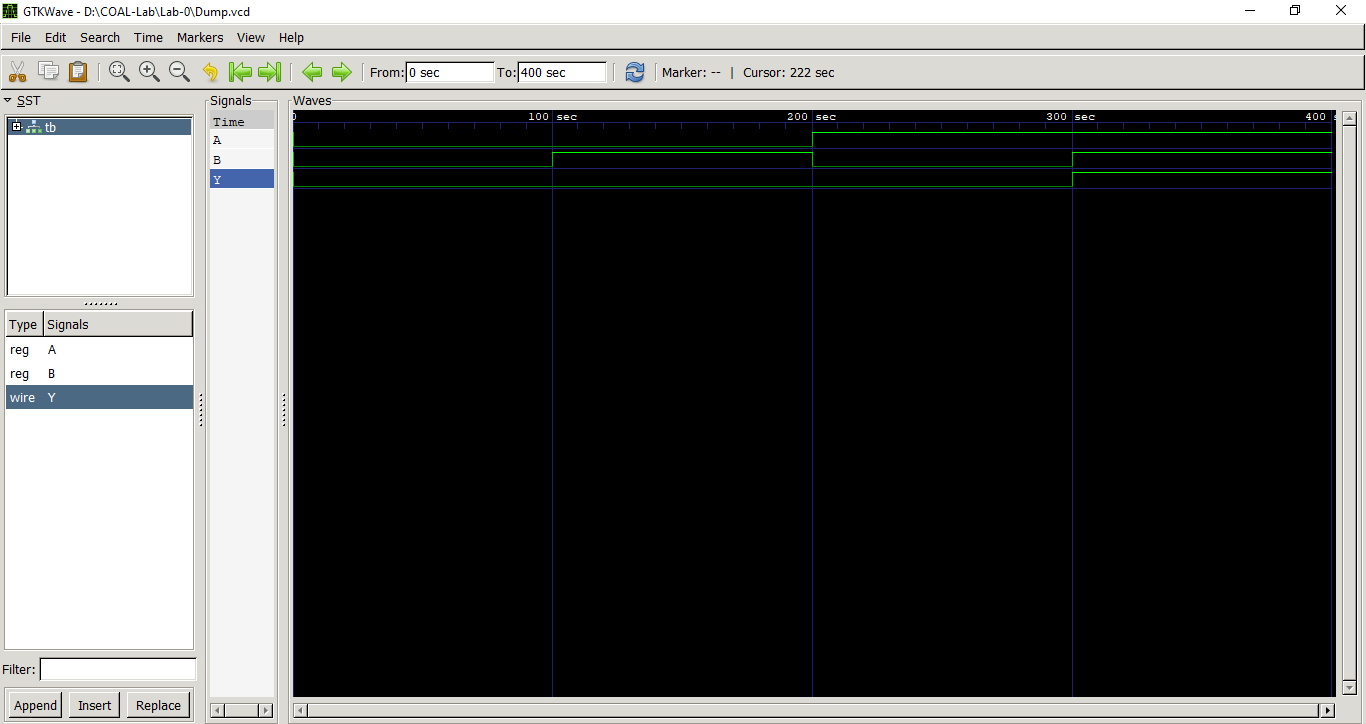 GTKWave - D:\COAL-Lab\Lab-0\Dump.vcd
File Edit Search Time Markers View Help
From: 0 sec To: 400 sec Marker: -- | Cursor: 222 sec
SST
tb
Type Signals
reg A
reg B
wire Y
Filter:
Append Insert Replace
Signals
Time
A
B
Y
Waves
0 100 sec 200 sec 300 sec 400 s